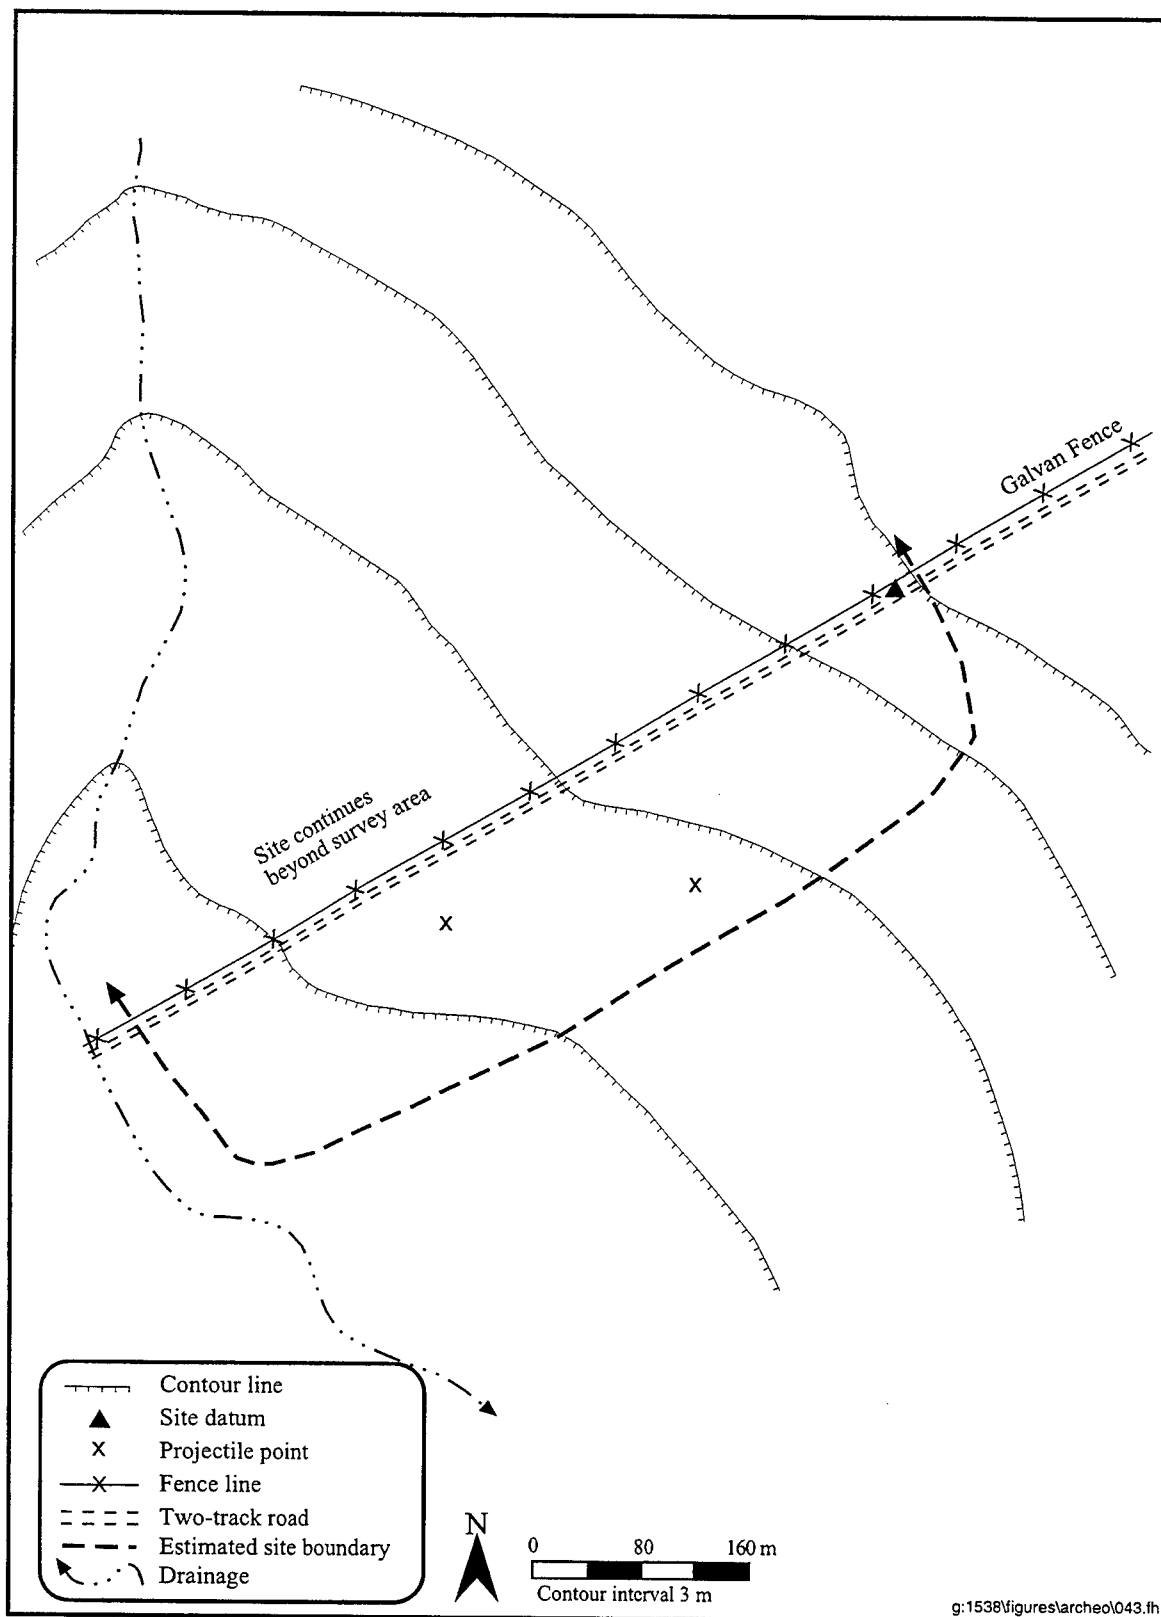 Galvan Fence
Site continues
beyond survey area
Contour line
Site datum
x Projectile point
Fence line
Two-track road
Estimated site boundary
Drainage
N
0 80 160 m
Contour interval 3 m
g:1538\figures\archeo\043.fh